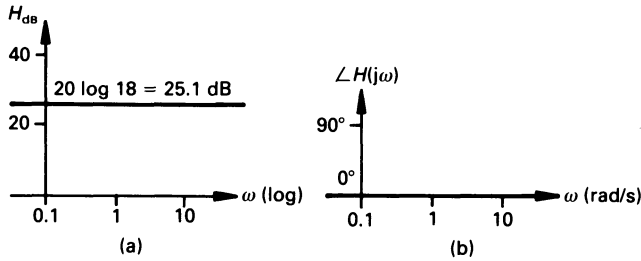 H_dB
40
20 log 18 = 25.1 dB
20
0.1 1 10 ω (log)
(a)
∠H(jω)
90°
0°
0.1 1 10 ω (rad/s)
(b)